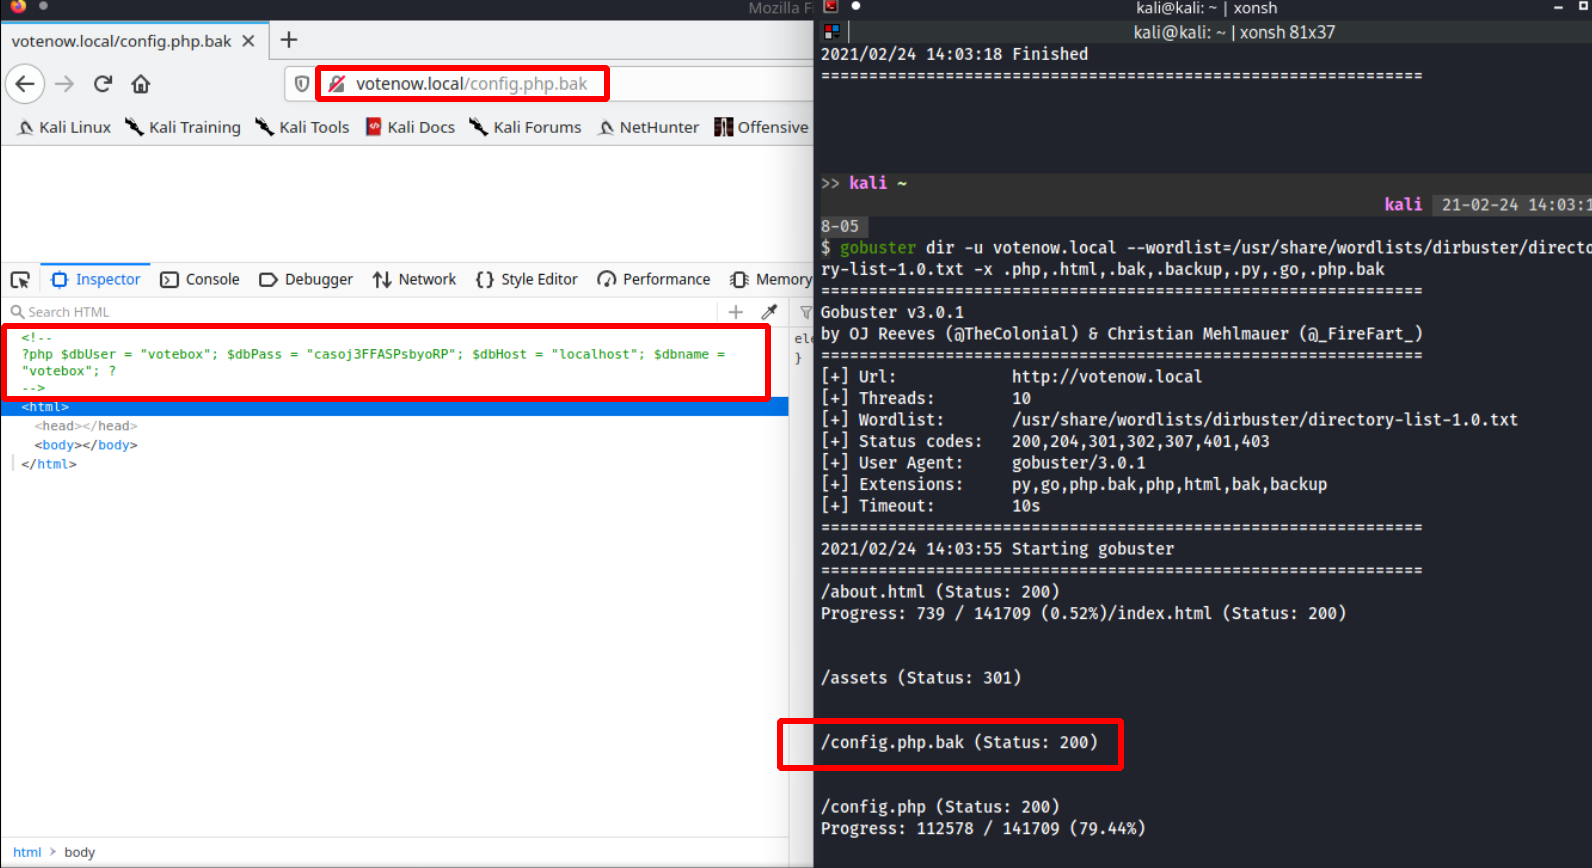 Mozilla F
votenow.local/config.php.bak
votenow.local/config.php.bak
Kali Linux Kali Training Kali Tools Kali Docs Kali Forums NetHunter Offensive
Inspector Console Debugger Network Style Editor Performance Memory
Search HTML
<!--
?php $dbUser = "votebox"; $dbPass = "casoj3FFASPsbyoRP"; $dbHost = "localhost"; $dbname =
"votebox"; ?
-->
<html>
<head></head>
<body></body>
</html>
ele
}
html > body
kali@kali: ~ | xonsh
kali@kali: ~ | xonsh 81x37
2021/02/24 14:03:18 Finished
===============================================================
>> kali ~
kali 21-02-24 14:03:1
8-05
$ gobuster dir -u votenow.local --wordlist=/usr/share/wordlists/dirbuster/directo
ry-list-1.0.txt -x .php,.html,.bak,.backup,.py,.go,.php.bak
===============================================================
Gobuster v3.0.1
by OJ Reeves (@TheColonial) & Christian Mehlmauer (@_FireFart_)
===============================================================
[+] Url: http://votenow.local
[+] Threads: 10
[+] Wordlist: /usr/share/wordlists/dirbuster/directory-list-1.0.txt
[+] Status codes: 200,204,301,302,307,401,403
[+] User Agent: gobuster/3.0.1
[+] Extensions: py,go,php.bak,php,html,bak,backup
[+] Timeout: 10s
===============================================================
2021/02/24 14:03:55 Starting gobuster
===============================================================
/about.html (Status: 200)
Progress: 739 / 141709 (0.52%)/index.html (Status: 200)
/assets (Status: 301)
/config.php.bak (Status: 200)
/config.php (Status: 200)
Progress: 112578 / 141709 (79.44%)